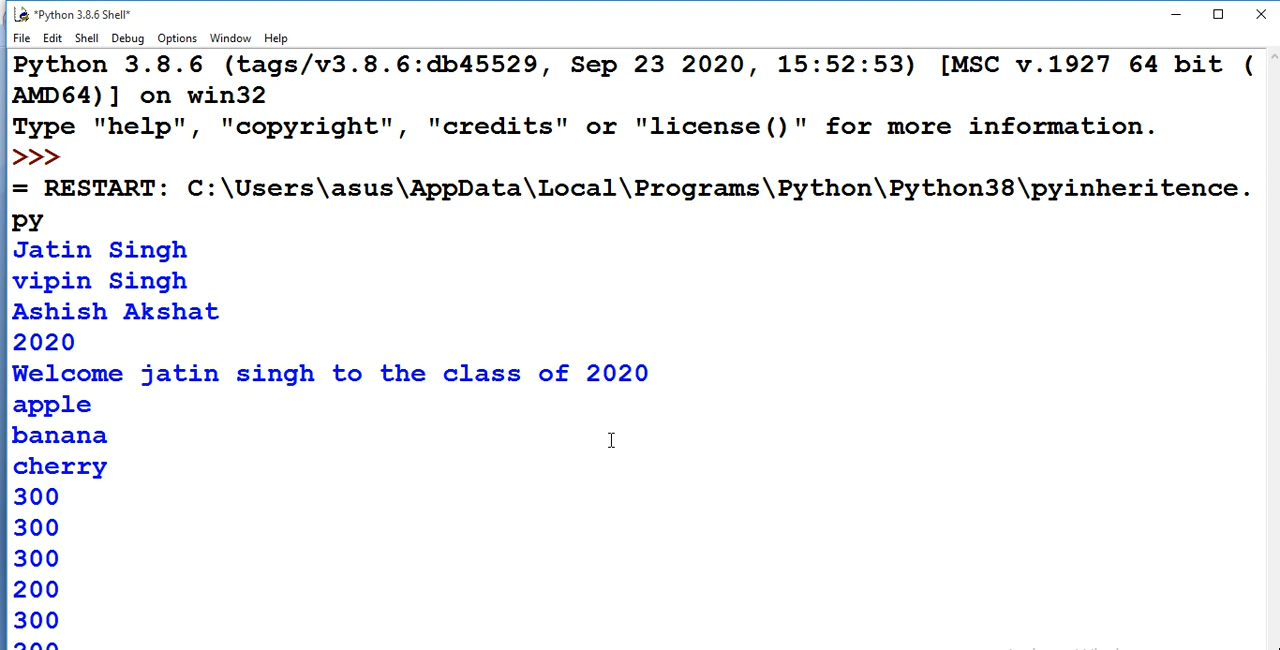 *Python 3.8.6 Shell*
File Edit Shell Debug Options Window Help
Python 3.8.6 (tags/v3.8.6:db45529, Sep 23 2020, 15:52:53) [MSC v.1927 64 bit (
AMD64)] on win32
Type "help", "copyright", "credits" or "license()" for more information.
>>>
= RESTART: C:\Users\asus\AppData\Local\Programs\Python\Python38\pyinheritence.
py
Jatin Singh
vipin Singh
Ashish Akshat
2020
Welcome jatin singh to the class of 2020
apple
banana
cherry
300
300
300
200
300